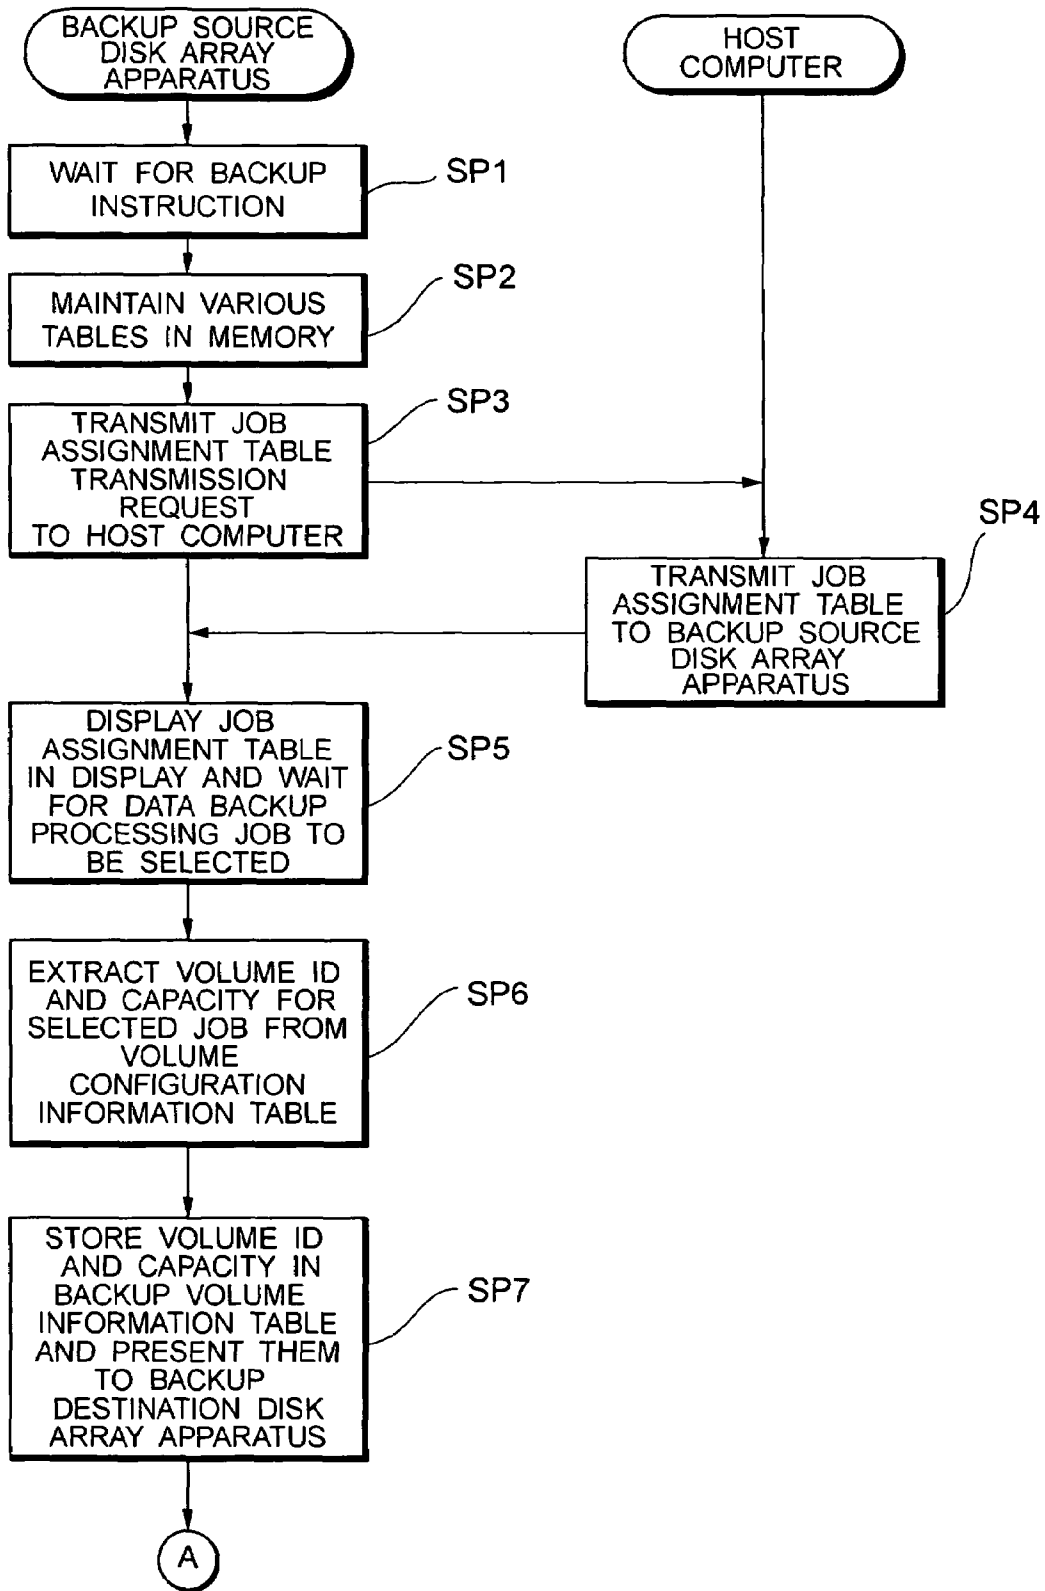 BACKUP SOURCE
DISK ARRAY
APPARATUS
HOST
COMPUTER
WAIT FOR BACKUP
INSTRUCTION
SP1
MAINTAIN VARIOUS
TABLES IN MEMORY
SP2
TRANSMIT JOB
ASSIGNMENT TABLE
TRANSMISSION
REQUEST
TO HOST COMPUTER
SP3
TRANSMIT JOB
ASSIGNMENT TABLE
TO BACKUP SOURCE
DISK ARRAY
APPARATUS
SP4
DISPLAY JOB
ASSIGNMENT TABLE
IN DISPLAY AND WAIT
FOR DATA BACKUP
PROCESSING JOB TO
BE SELECTED
SP5
EXTRACT VOLUME ID
AND CAPACITY FOR
SELECTED JOB FROM
VOLUME
CONFIGURATION
INFORMATION TABLE
SP6
STORE VOLUME ID
AND CAPACITY IN
BACKUP VOLUME
INFORMATION TABLE
AND PRESENT THEM
TO BACKUP
DESTINATION DISK
ARRAY APPARATUS
SP7
A